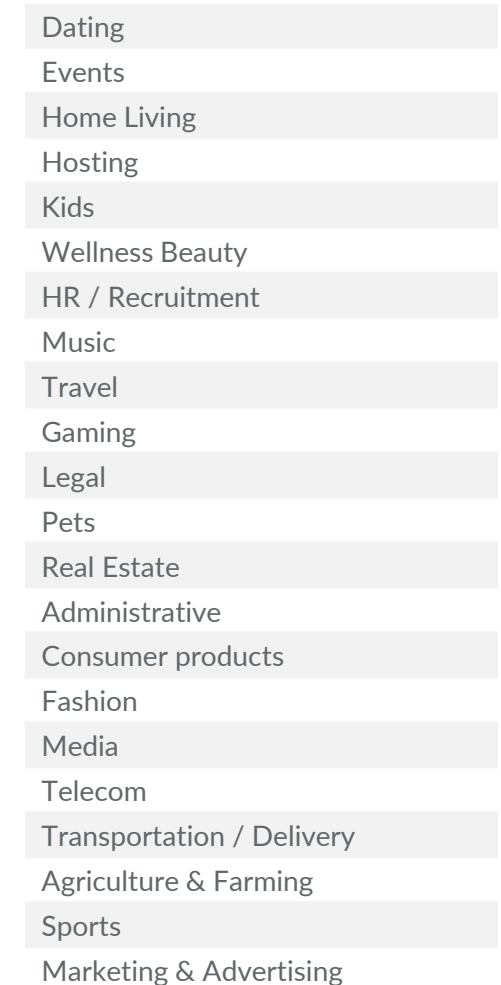 Dating
Events
Home Living
Hosting
Kids
Wellness Beauty
HR / Recruitment
Music
Travel
Gaming
Legal
Pets
Real Estate
Administrative
Consumer products
Fashion
Media
Telecom
Transportation / Delivery
Agriculture & Farming
Sports
Marketing & Advertising